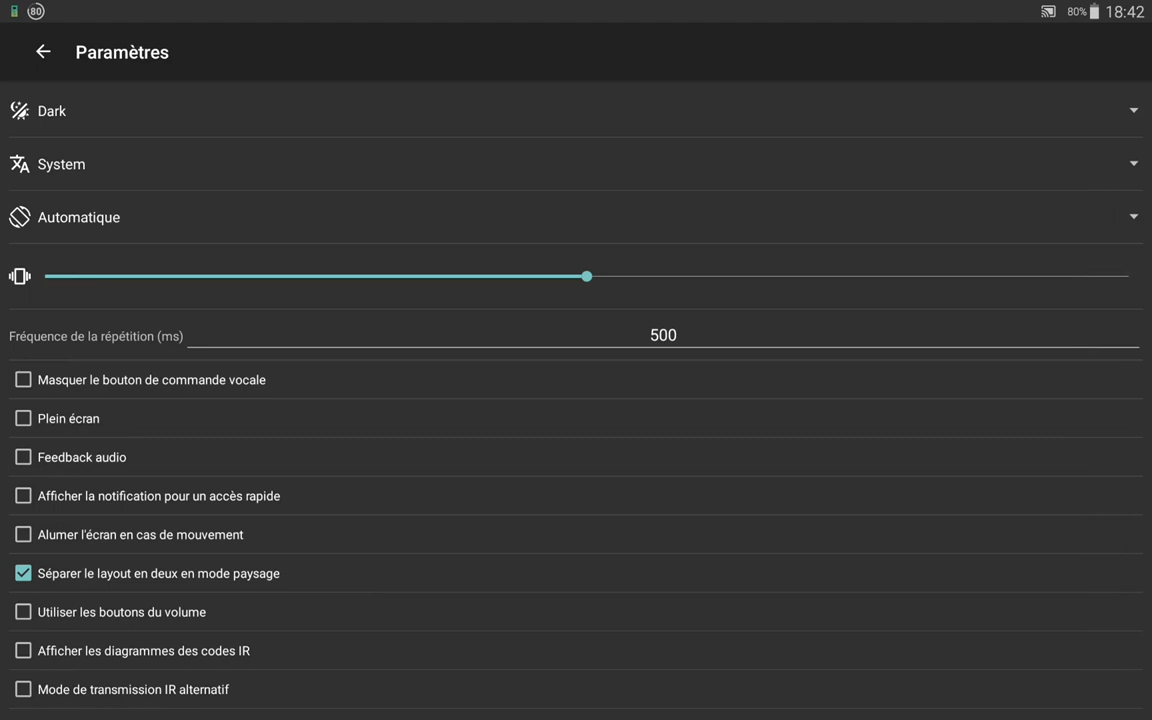 80 80% 18:42
Paramètres
Dark
System
Automatique
Fréquence de la répétition (ms) 500
Masquer le bouton de commande vocale
Plein écran
Feedback audio
Afficher la notification pour un accès rapide
Alumer l'écran en cas de mouvement
Séparer le layout en deux en mode paysage
Utiliser les boutons du volume
Afficher les diagrammes des codes IR
Mode de transmission IR alternatif